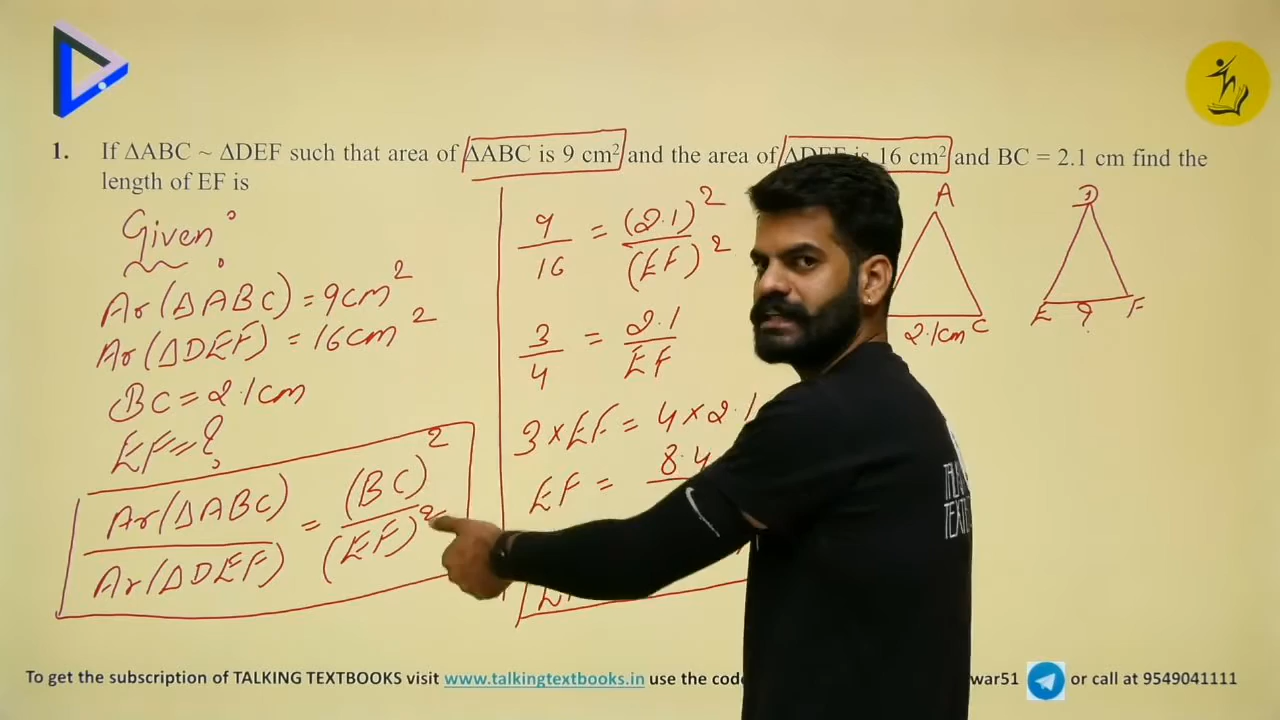 1. If ΔABC ~ ΔDEF such that area of ΔABC is 9 cm² and the area of ΔDEF is 16 cm² and BC = 2.1 cm find the
length of EF is
Given :
Ar(ΔABC) = 9cm²
Ar(ΔDEF) = 16cm²
BC = 2.1cm
EF = ?
Ar(ΔABC) / Ar(ΔDEF) = (BC)² / (EF)²
9/16 = (2.1)² / (EF)²
3/4 = 2.1/EF
3 × EF = 4 × 2.1
EF = 8.4
A
C
2.1cm
D
E
F
?
To get the subscription of TALKING TEXTBOOKS visit www.talkingtextbooks.in use the war51 or call at 9549041111